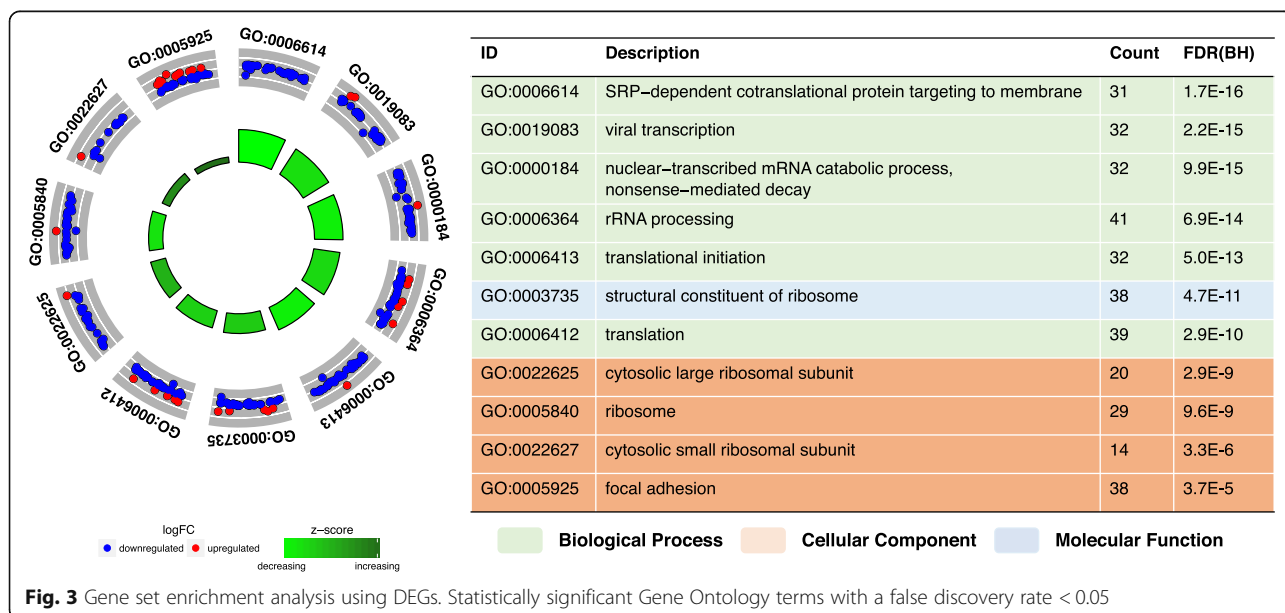 GO:0005925
GO:0006614
GO:0022627
GO:0019083
GO:0005840
GO:0000184
GO:0022625
GO:0006364
GO:0006412
GO:0003735
GO:0006413
logFC
downregulated upregulated
z−score
decreasing increasing
ID Description Count FDR(BH)
GO:0006614 SRP−dependent cotranslational protein targeting to membrane 31 1.7E-16
GO:0019083 viral transcription 32 2.2E-15
GO:0000184 nuclear−transcribed mRNA catabolic process, 32 9.9E-15
nonsense−mediated decay
GO:0006364 rRNA processing 41 6.9E-14
GO:0006413 translational initiation 32 5.0E-13
GO:0003735 structural constituent of ribosome 38 4.7E-11
GO:0006412 translation 39 2.9E-10
GO:0022625 cytosolic large ribosomal subunit 20 2.9E-9
GO:0005840 ribosome 29 9.6E-9
GO:0022627 cytosolic small ribosomal subunit 14 3.3E-6
GO:0005925 focal adhesion 38 3.7E-5
Biological Process Cellular Component Molecular Function
Fig. 3 Gene set enrichment analysis using DEGs. Statistically significant Gene Ontology terms with a false discovery rate < 0.05